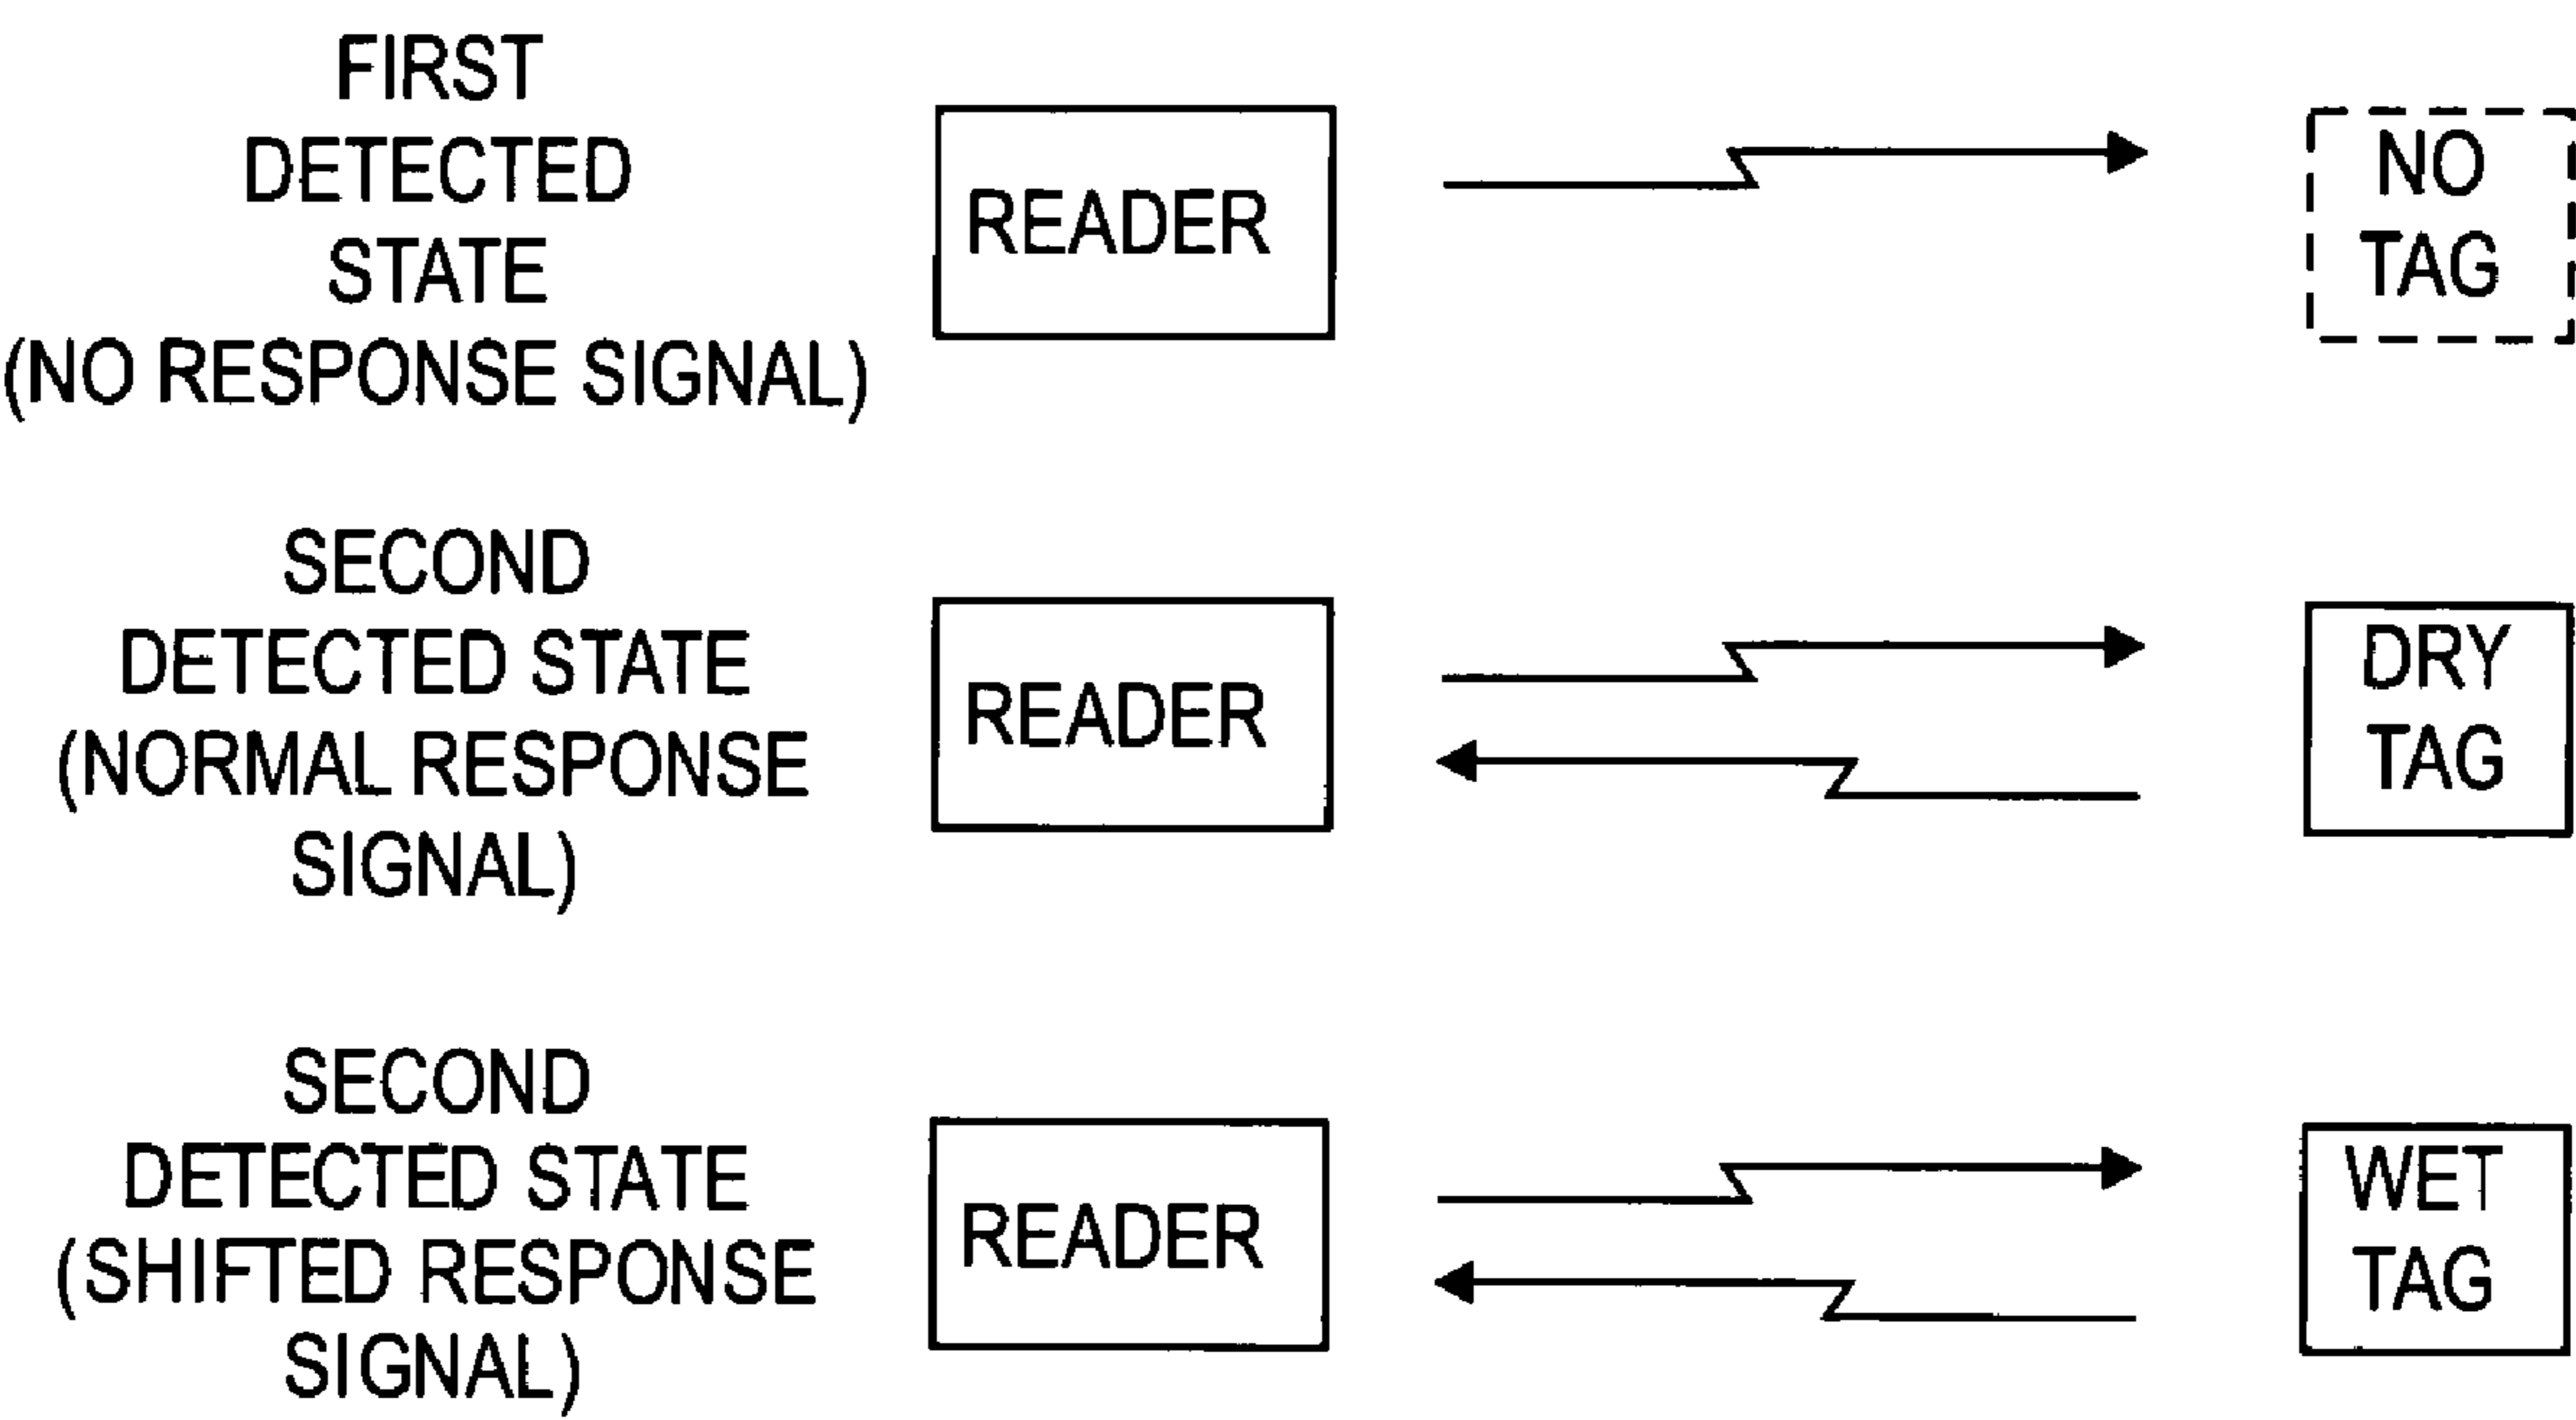 FIRST
DETECTED
STATE
(NO RESPONSE SIGNAL)
READER
NO
TAG
SECOND
DETECTED STATE
(NORMAL RESPONSE
SIGNAL)
READER
DRY
TAG
SECOND
DETECTED STATE
(SHIFTED RESPONSE
SIGNAL)
READER
WET
TAG